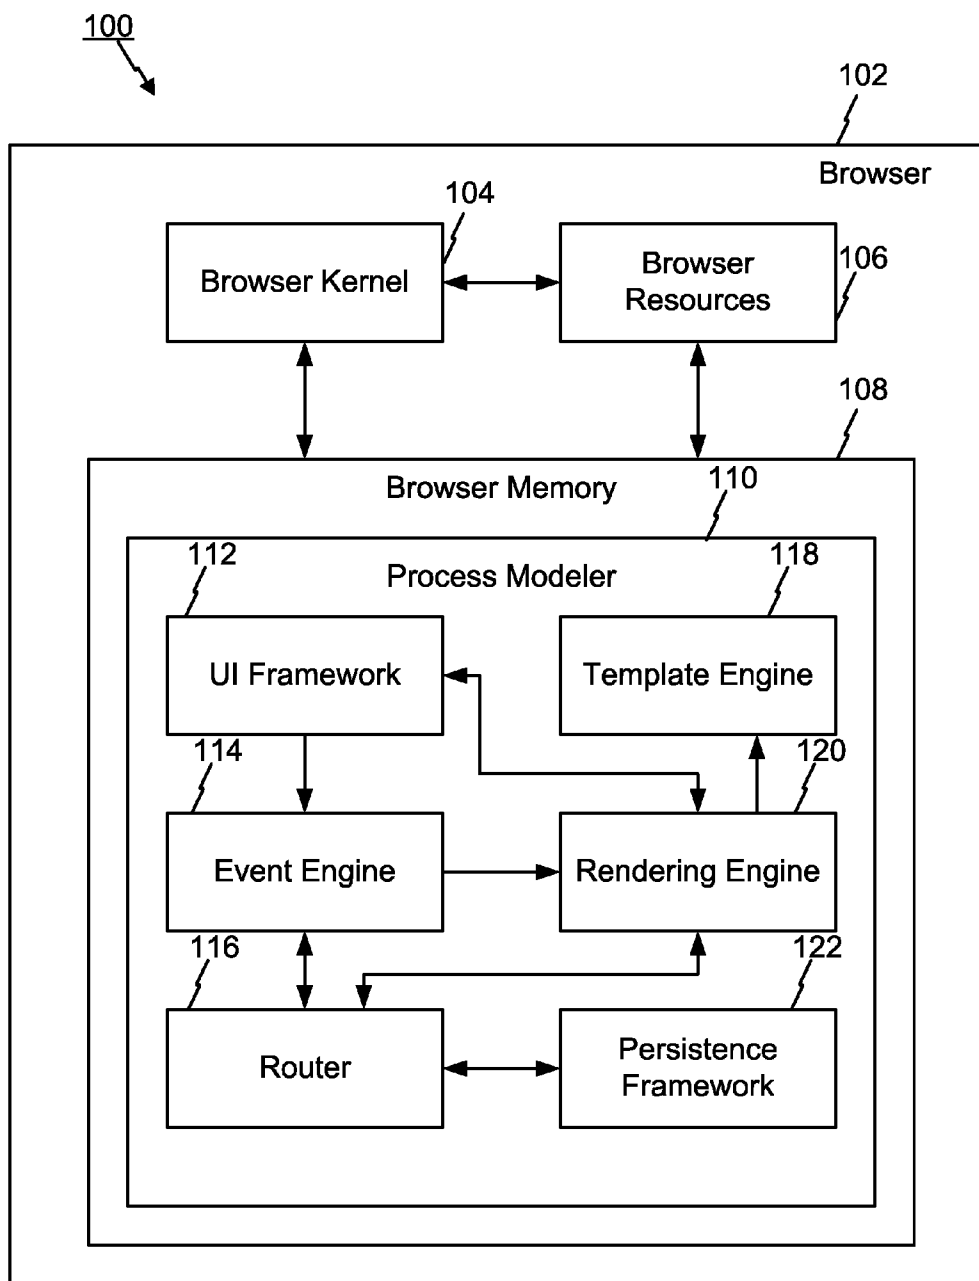 100
102
Browser
104
Browser Kernel
Browser
Resources
106
108
Browser Memory
110
112
Process Modeler
118
UI Framework
Template Engine
114
120
Event Engine
Rendering Engine
116
122
Router
Persistence
Framework